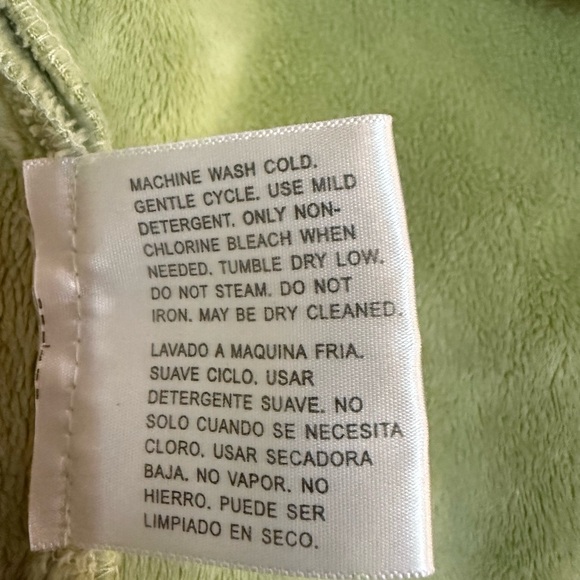 MACHINE WASH COLD.
GENTLE CYCLE. USE MILD
DETERGENT. ONLY NON-
CHLORINE BLEACH WHEN
NEEDED. TUMBLE DRY LOW.
DO NOT STEAM. DO NOT
IRON. MAY BE DRY CLEANED.
LAVADO A MAQUINA FRIA.
SUAVE CICLO. USAR
DETERGENTE SUAVE. NO
SOLO CUANDO SE NECESITA
CLORO. USAR SECADORA
BAJA. NO VAPOR. NO
HIERRO. PUEDE SER
LIMPIADO EN SECO.